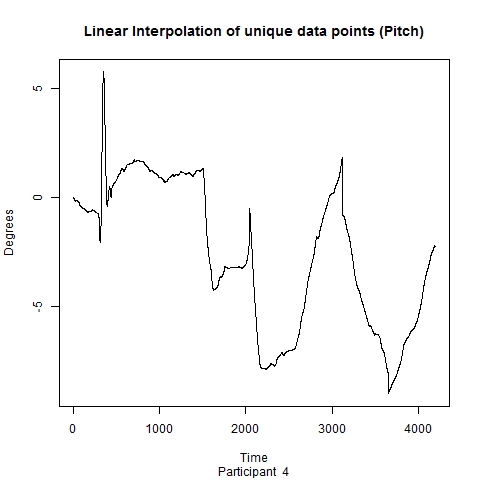 Linear Interpolation of unique data points (Pitch)
Degrees
5
0
-5
0 1000 2000 3000 4000
Time
Participant 4